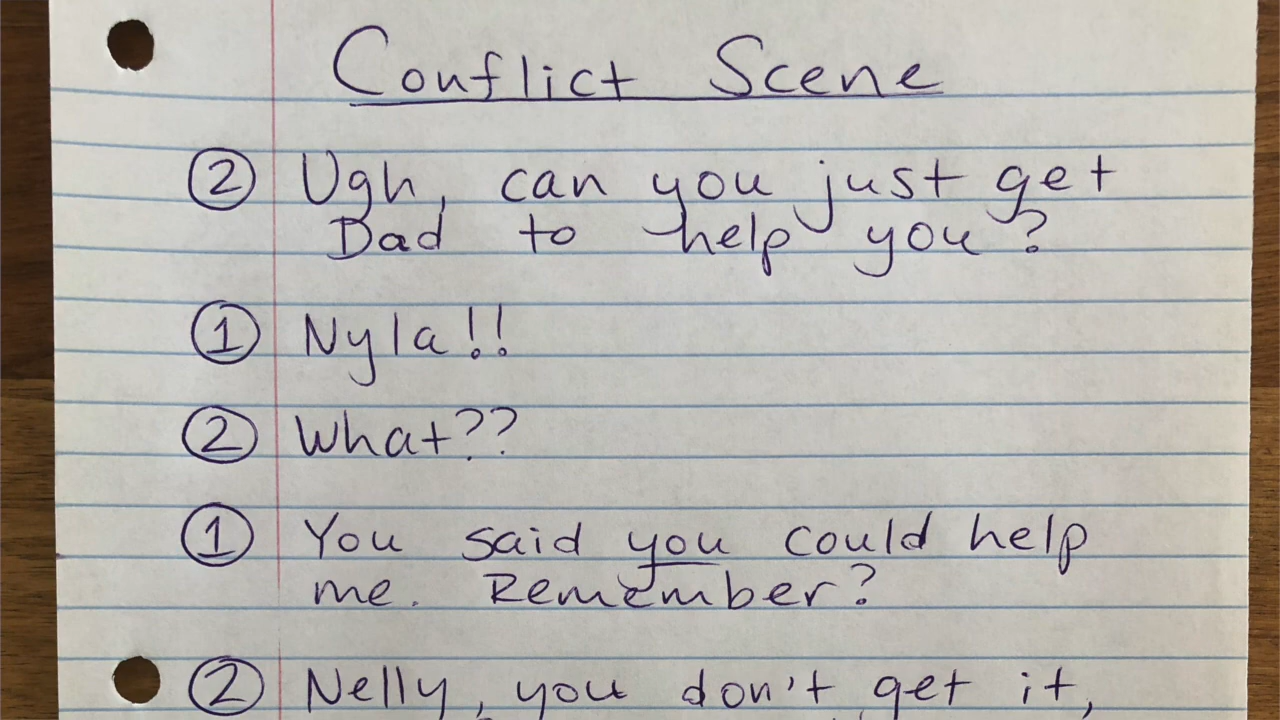 Conflict Scene
② Ugh, can you just get
Dad to help you?
① Nyla!!
② What??
① You said you could help
me. Remember?
② Nelly, you don't get it,